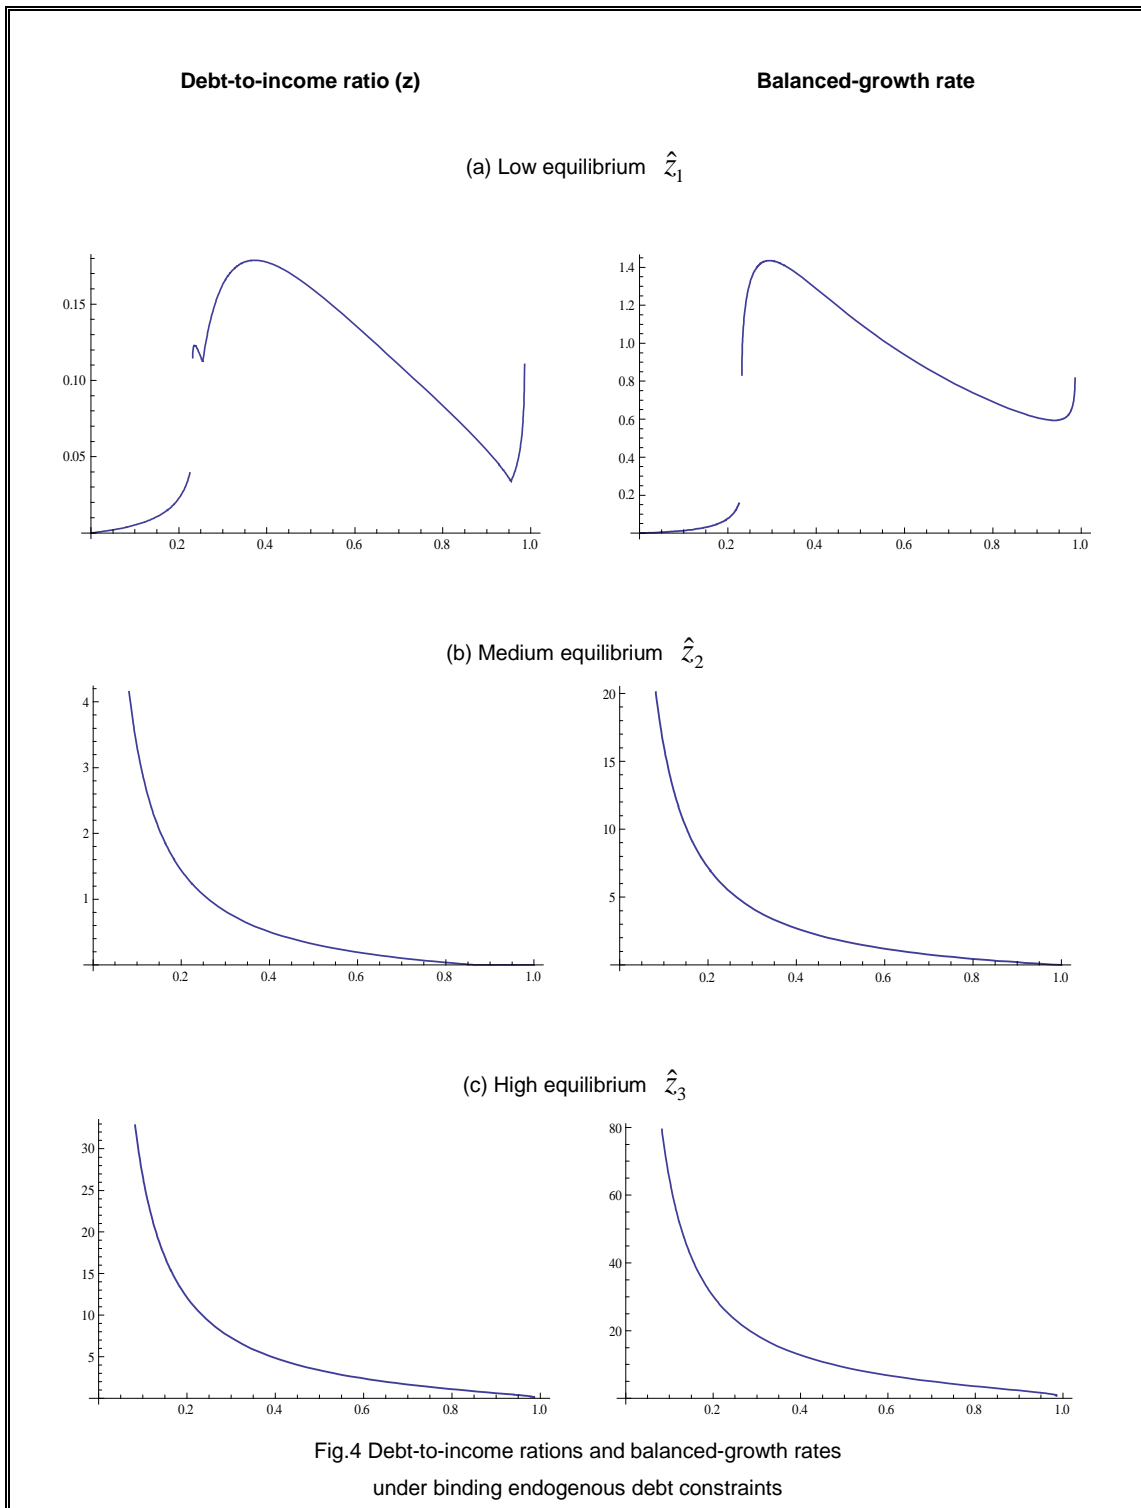 Debt-to-income ratio (z) Balanced-growth rate
(a) Low equilibrium ẑ1
0.15
0.10
0.05
0.2 0.4 0.6 0.8 1.0
1.4
1.2
1.0
0.8
0.6
0.4
0.2
0.2 0.4 0.6 0.8 1.0
(b) Medium equilibrium ẑ2
4
3
2
1
0.2 0.4 0.6 0.8 1.0
20
15
10
5
0.2 0.4 0.6 0.8 1.0
(c) High equilibrium ẑ3
30
25
20
15
10
5
0.2 0.4 0.6 0.8 1.0
80
60
40
20
0.2 0.4 0.6 0.8 1.0
Fig.4 Debt-to-income rations and balanced-growth rates
under binding endogenous debt constraints